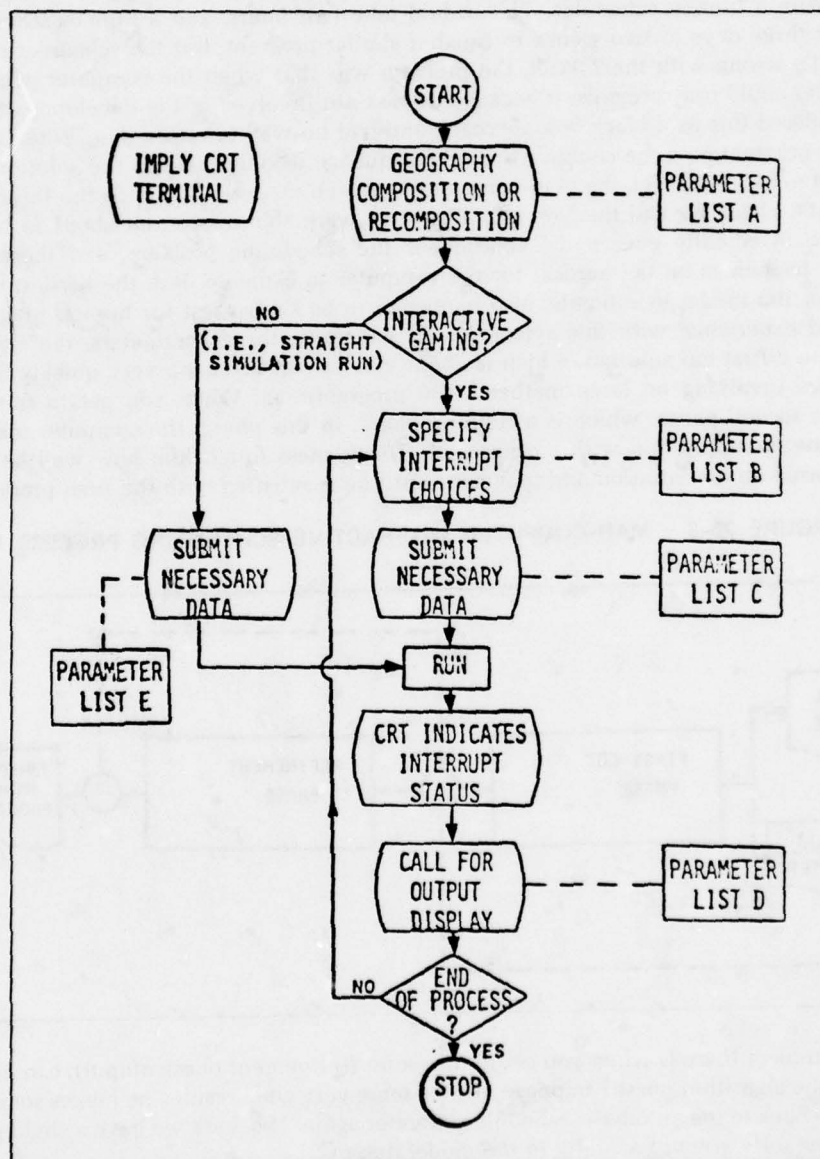 START
IMPLY CRT
TERMINAL
GEOGRAPHY
COMPOSITION OR
RECOMPOSITION
PARAMETER
LIST A
NO
(I.E., STRAIGHT
SIMULATION RUN)
INTERACTIVE
GAMING?
YES
SPECIFY
INTERRUPT
CHOICES
PARAMETER
LIST B
SUBMIT
NECESSARY
DATA
SUBMIT
NECESSARY
DATA
PARAMETER
LIST C
RUN
PARAMETER
LIST E
CRT INDICATES
INTERRUPT
STATUS
CALL FOR
OUTPUT
DISPLAY
PARAMETER
LIST D
NO
END
OF PROCESS
?
YES
STOP